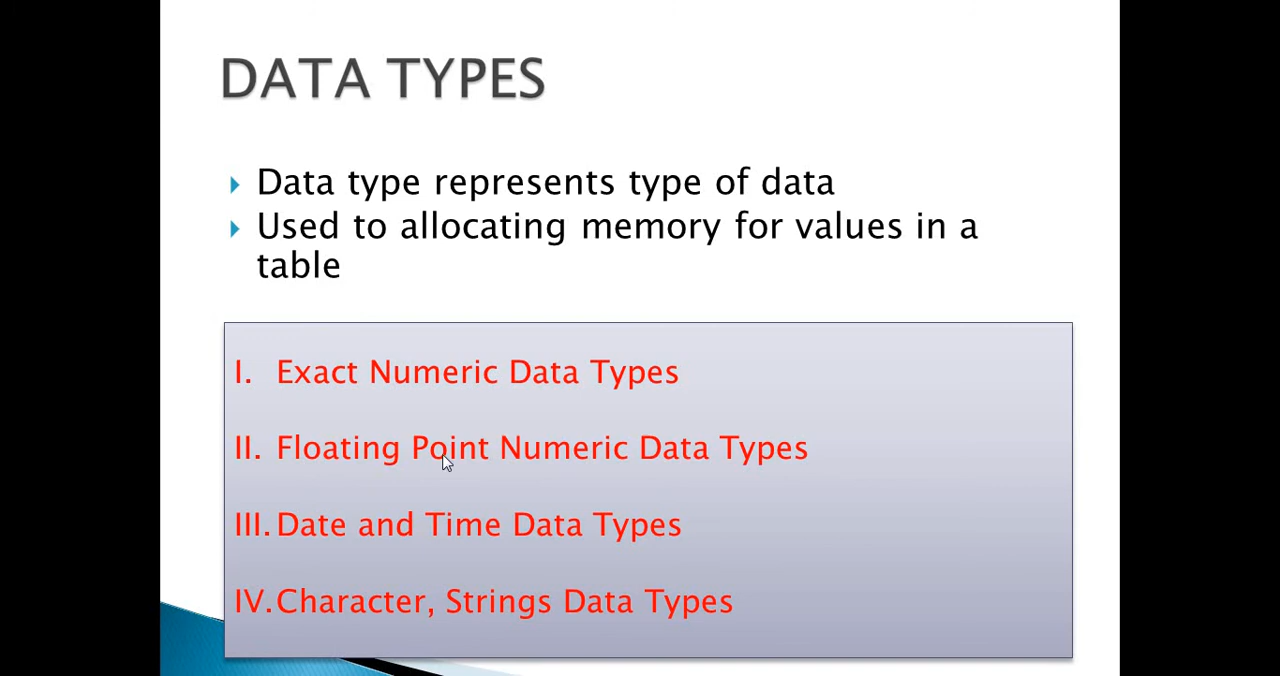 DATA TYPES
Data type represents type of data
Used to allocating memory for values in a
table
I. Exact Numeric Data Types
II. Floating Point Numeric Data Types
III. Date and Time Data Types
IV. Character, Strings Data Types